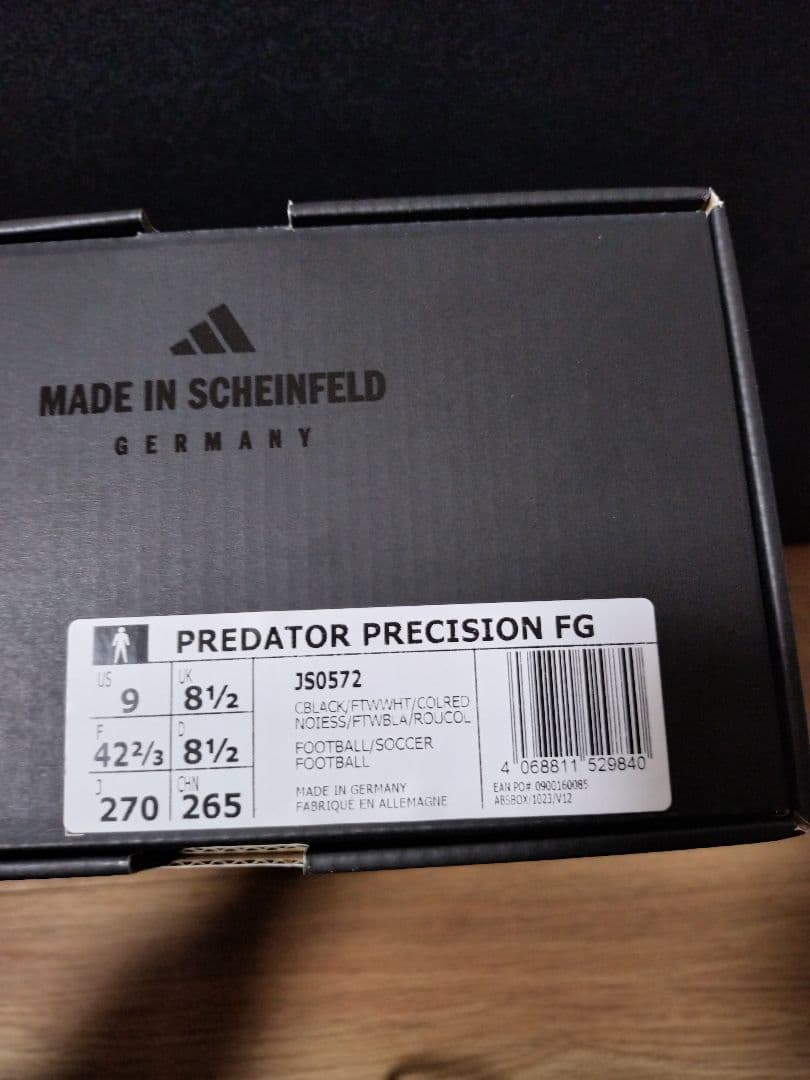 MADE IN SCHEINFELD
GERMANY
PREDATOR PRECISION FG
US
9
UK
8½
F
42⅔
D
8½
J
270
CHN
265
JS0572
CBLACK/FTWWHT/COLRED
NOIESS/FTWBLA/ROUCOL
FOOTBALL/SOCCER
FOOTBALL
MADE IN GERMANY
FABRIQUÉ EN ALLEMAGNE
4 068811 529840
EAN PO# 0900160085
ABSBOX/1023/V12